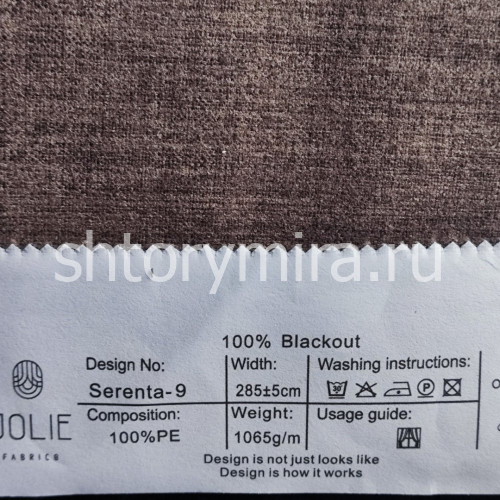 shtorymira.ru
100% Blackout
Design No:
Serenta-9
Width:
285±5cm
Washing instructions:
30
P
JOLIE
FABRICS
Composition:
100%PE
Weight:
1065g/m
Usage guide:
Design is not just looks like
Design is how it works